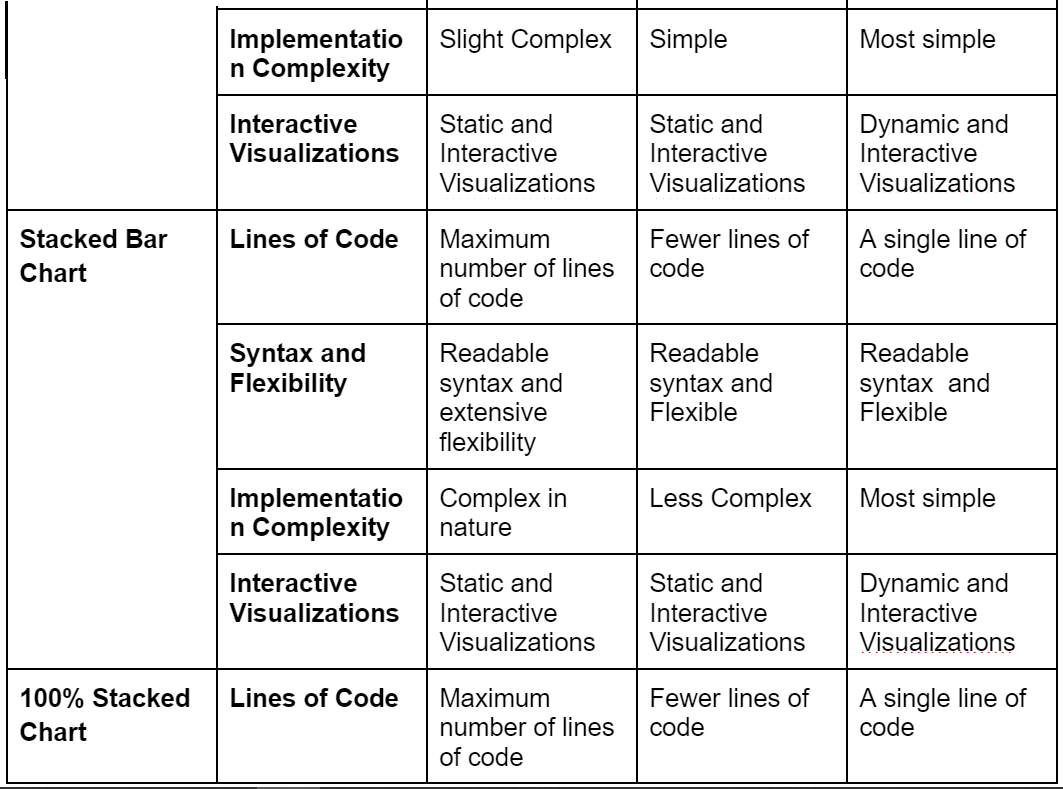 Implementatio
n Complexity
Slight Complex
Simple
Most simple
Interactive
Visualizations
Static and
Interactive
Visualizations
Static and
Interactive
Visualizations
Dynamic and
Interactive
Visualizations
Stacked Bar
Chart
Lines of Code
Maximum
number of lines
of code
Fewer lines of
code
A single line of
code
Syntax and
Flexibility
Readable
syntax and
extensive
flexibility
Readable
syntax and
Flexible
Readable
syntax  and
Flexible
Implementatio
n Complexity
Complex in
nature
Less Complex
Most simple
Interactive
Visualizations
Static and
Interactive
Visualizations
Static and
Interactive
Visualizations
Dynamic and
Interactive
Visualizations
100% Stacked
Chart
Lines of Code
Maximum
number of lines
of code
Fewer lines of
code
A single line of
code